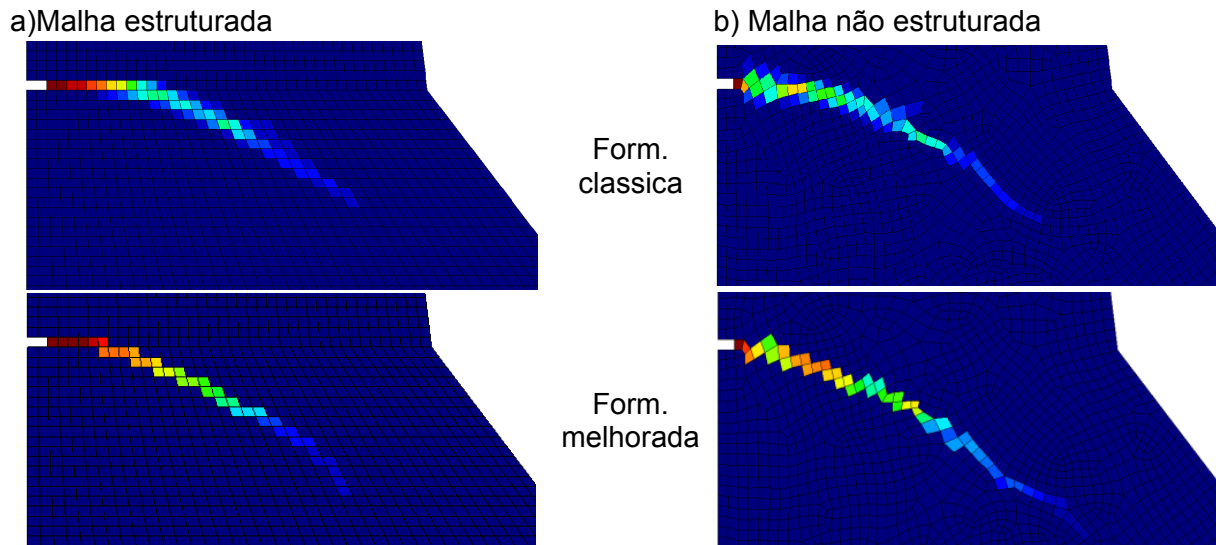 a)Malha estruturada
b) Malha não estruturada
Form.
classica
Form.
melhorada